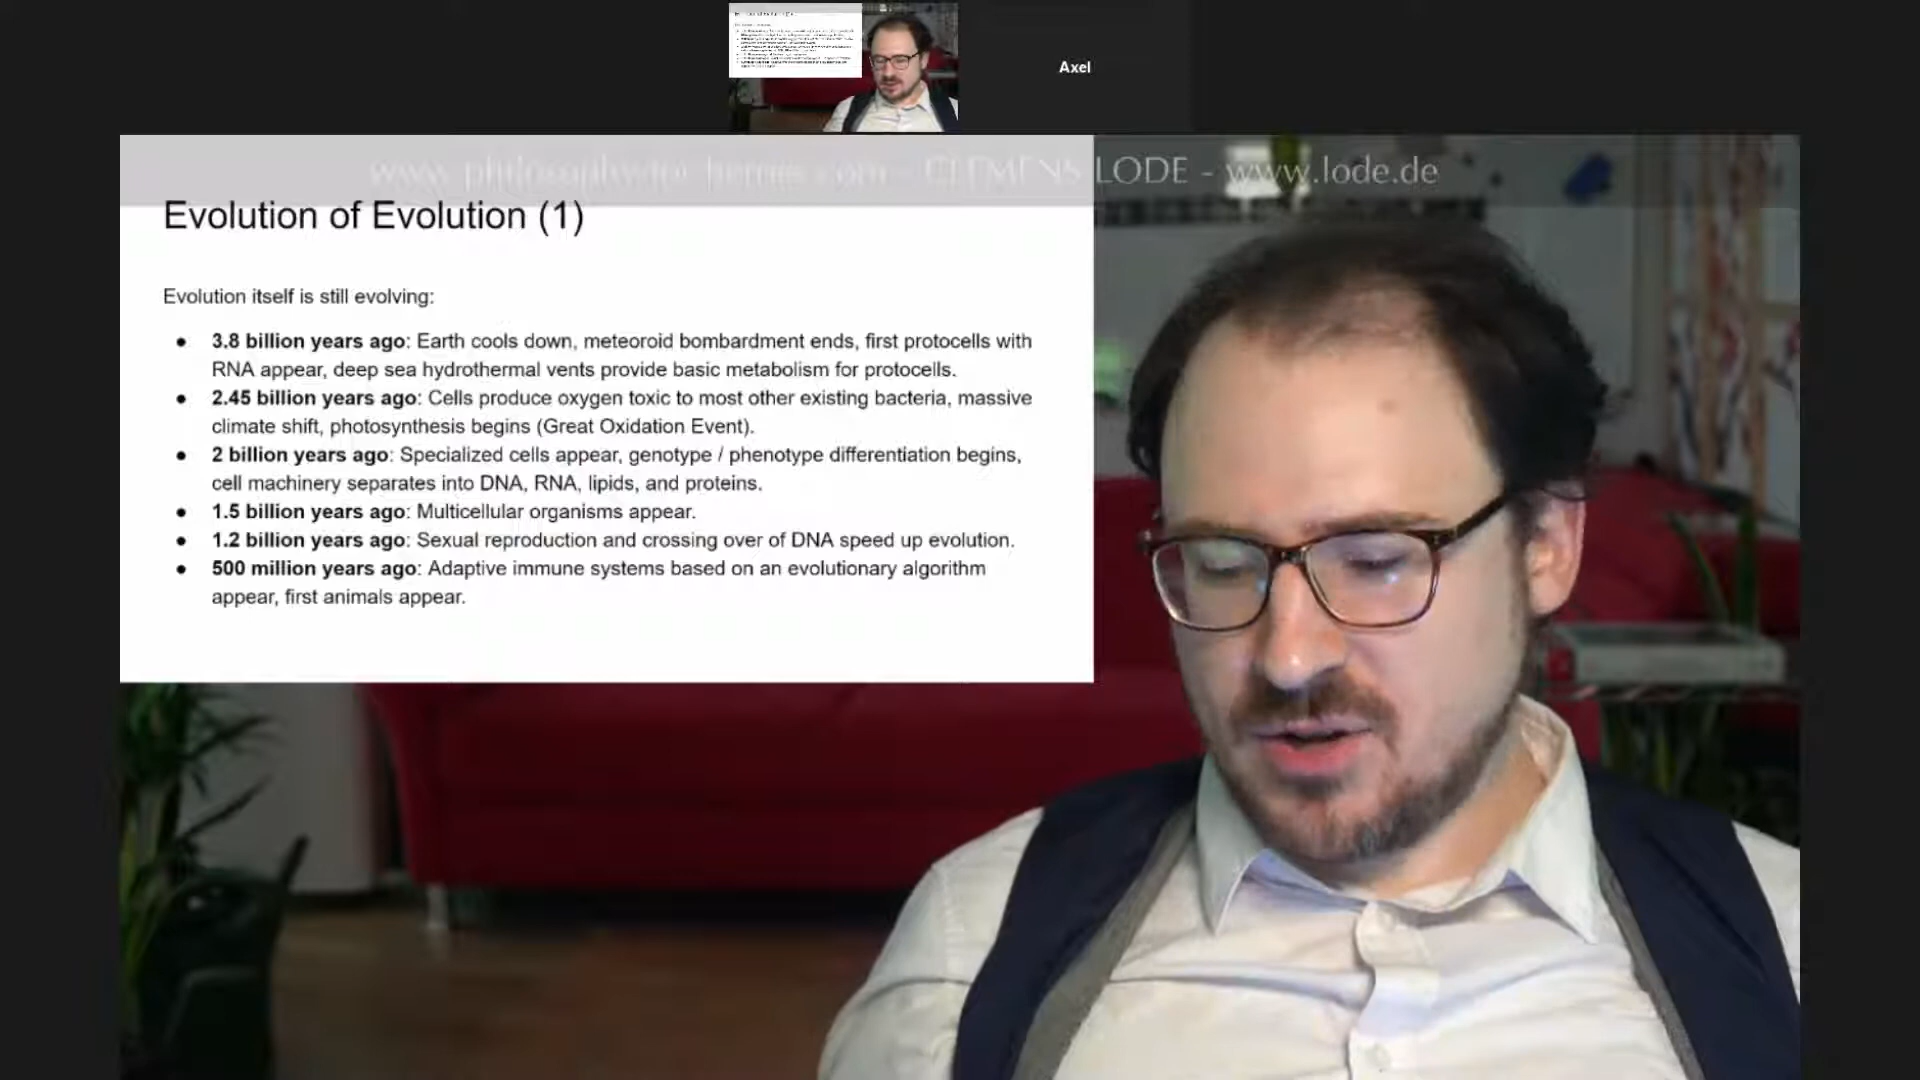 Axel
www.philosophy-for-heroes.com - CLEMENS LODE - www.lode.de
Evolution of Evolution (1)
Evolution itself is still evolving:
● 3.8 billion years ago: Earth cools down, meteoroid bombardment ends, first protocells with
RNA appear, deep sea hydrothermal vents provide basic metabolism for protocells.
● 2.45 billion years ago: Cells produce oxygen toxic to most other existing bacteria, massive
climate shift, photosynthesis begins (Great Oxidation Event).
● 2 billion years ago: Specialized cells appear, genotype / phenotype differentiation begins,
cell machinery separates into DNA, RNA, lipids, and proteins.
● 1.5 billion years ago: Multicellular organisms appear.
● 1.2 billion years ago: Sexual reproduction and crossing over of DNA speed up evolution.
● 500 million years ago: Adaptive immune systems based on an evolutionary algorithm
appear, first animals appear.